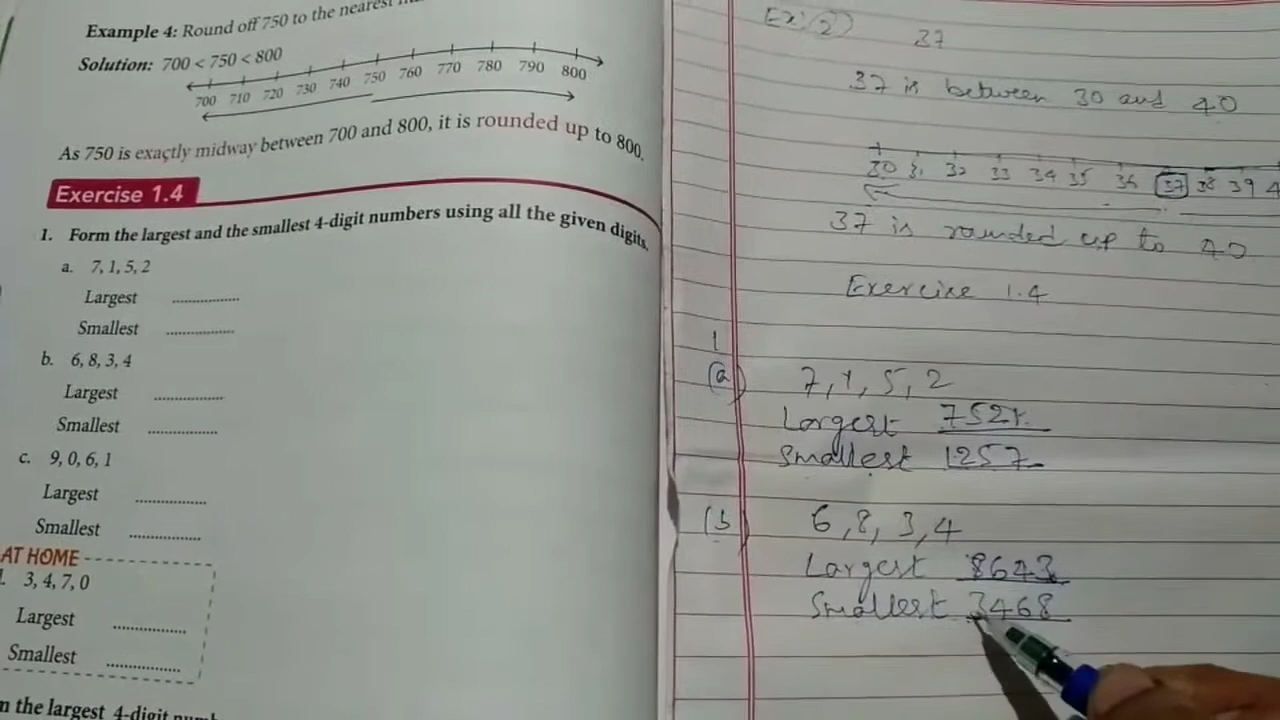 Example 4: Round off 750 to the nearest
Solution: 700 < 750 < 800
700 710 720 730 740 750 760 770 780 790 800
As 750 is exactly midway between 700 and 800, it is rounded up to 800.
Exercise 1.4
1. Form the largest and the smallest 4-digit numbers using all the given digits.
a. 7, 1, 5, 2
Largest ................
Smallest ................
b. 6, 8, 3, 4
Largest ................
Smallest ................
c. 9, 0, 6, 1
Largest ................
Smallest ................
AT HOME
3, 4, 7, 0
Largest ................
Smallest ................
the largest 4-digit
Ex: 2) 37
37 is between 30 and 40
30 31 32 33 34 35 36 37 38 39 4
37 is rounded up to 40
Exercise 1.4
1
(a) 7, 1, 5, 2
Largest 7521
Smallest 1257
(b) 6, 8, 3, 4
Largest 8643
Smallest 3468